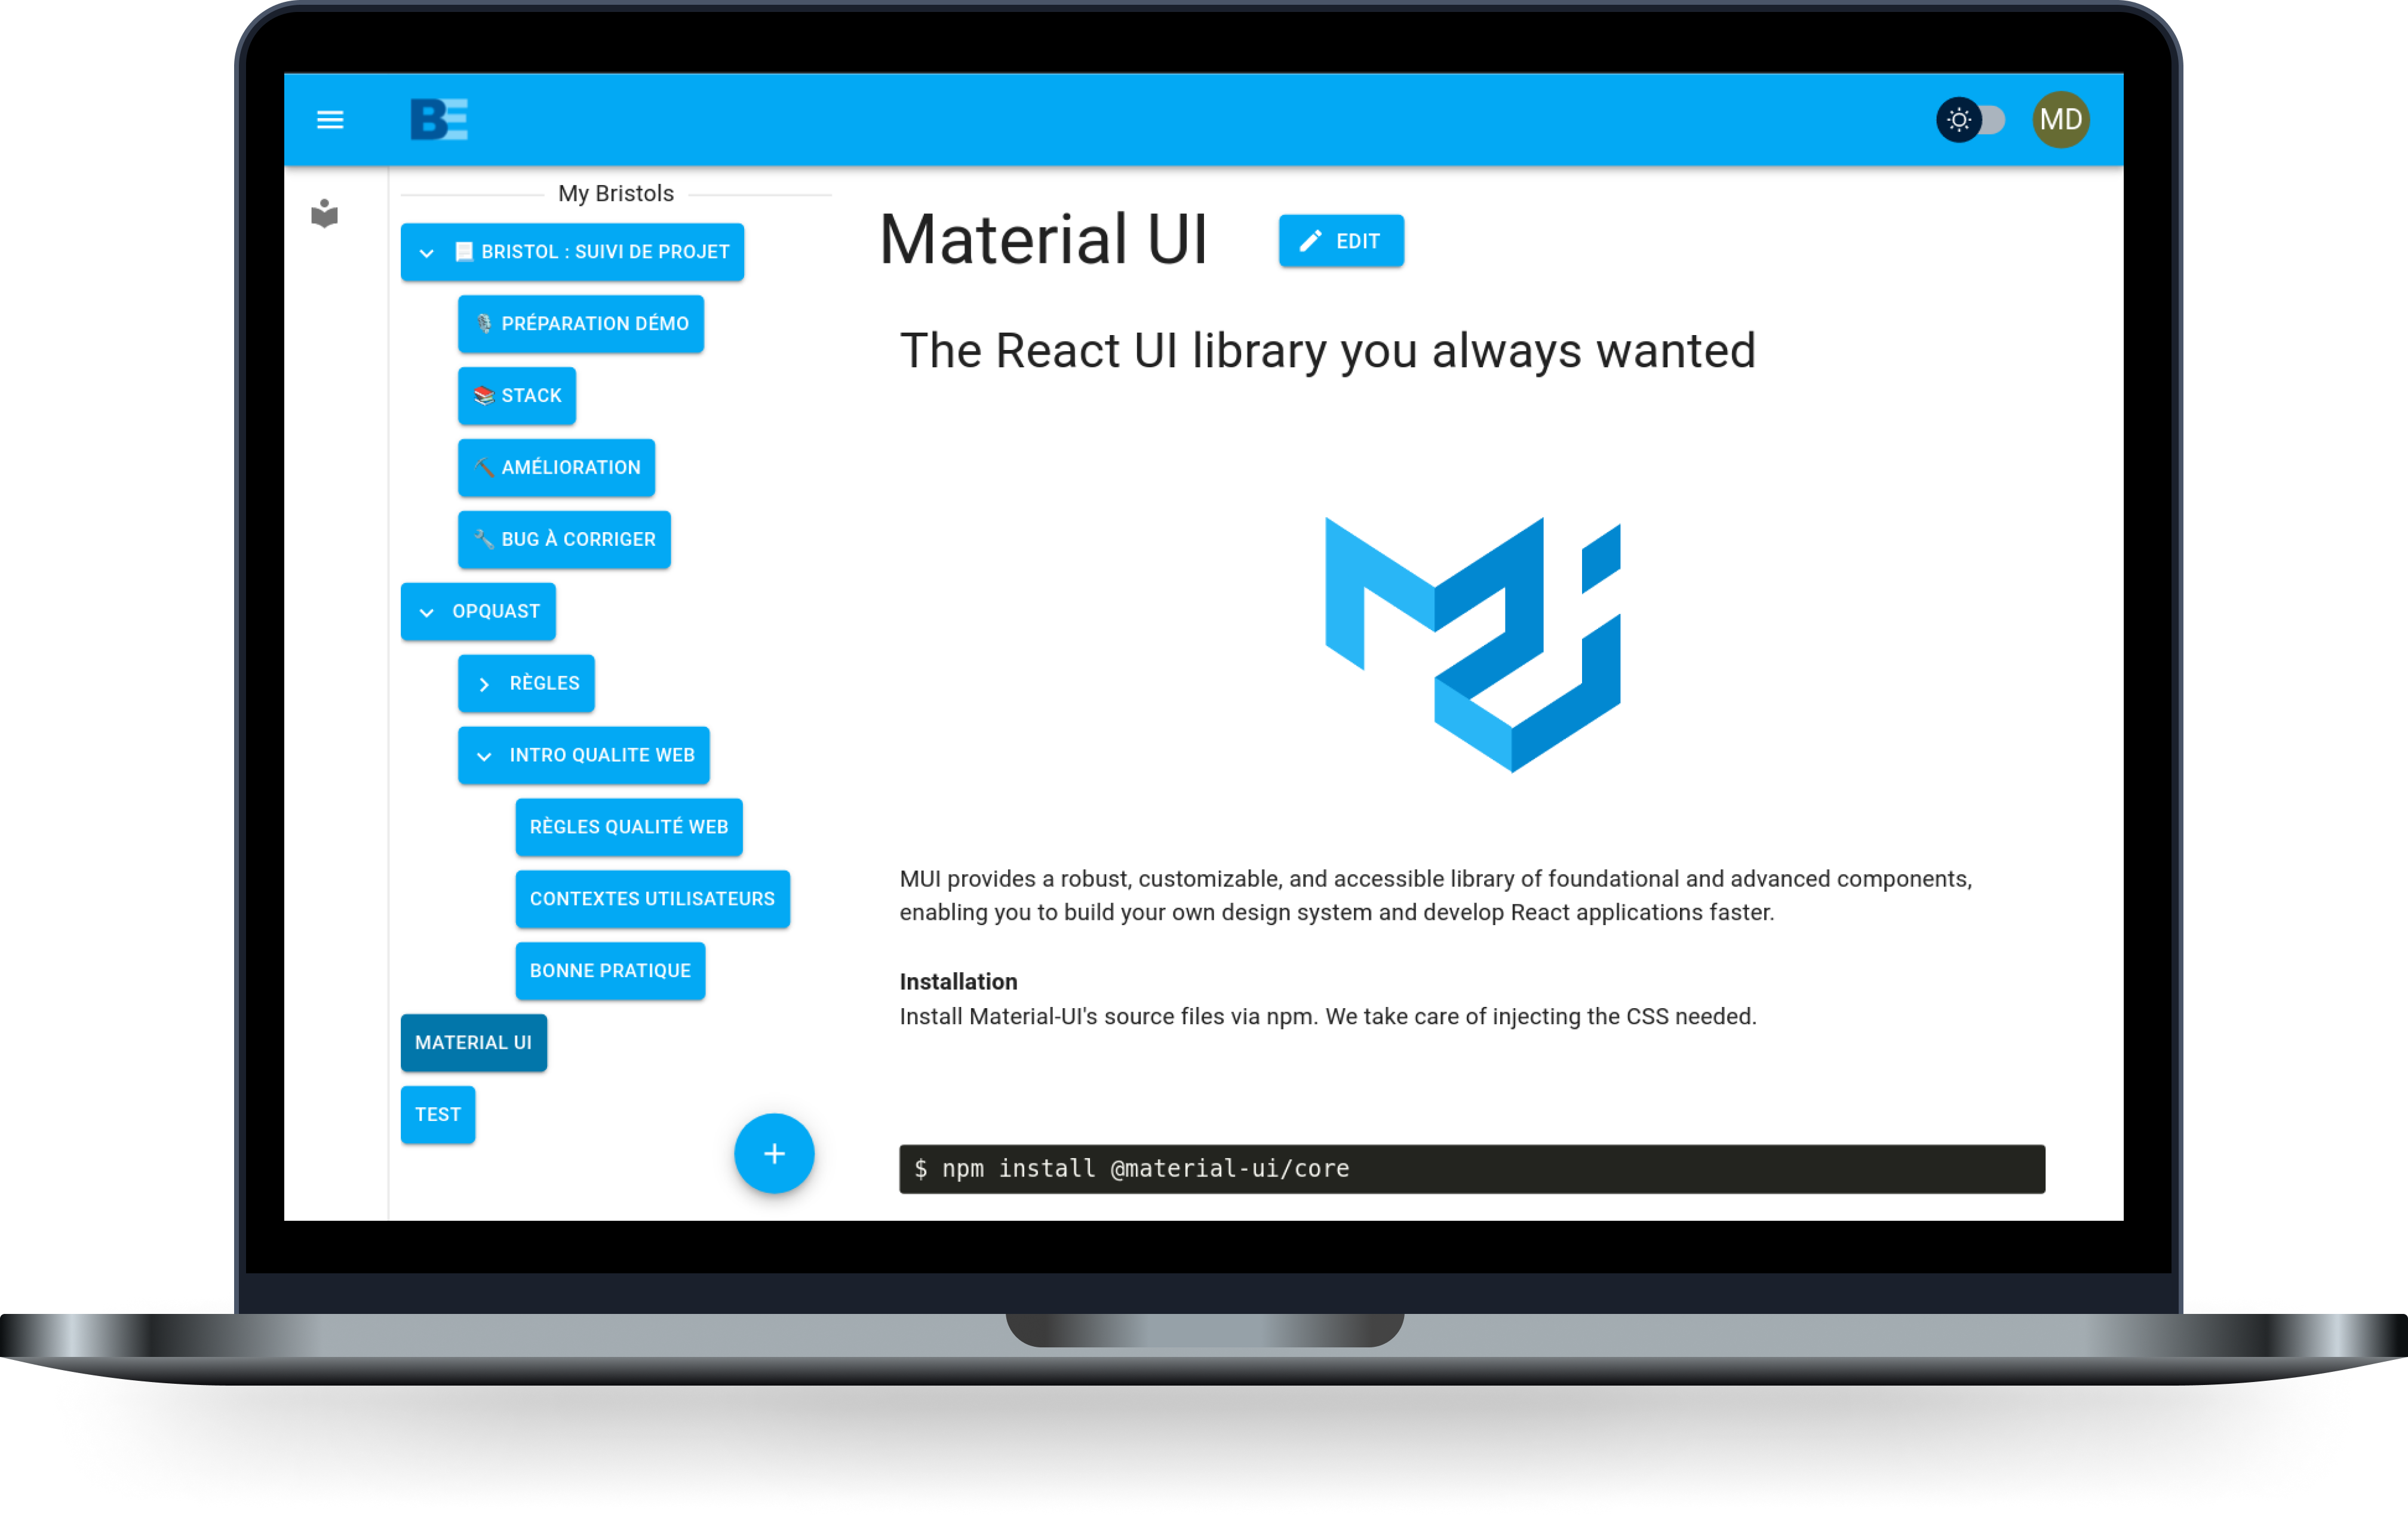 BE
MD
My Bristols
BRISTOL : SUIVI DE PROJET
PRÉPARATION DÉMO
STACK
AMÉLIORATION
BUG À CORRIGER
OPQUAST
RÈGLES
INTRO QUALITE WEB
RÈGLES QUALITÉ WEB
CONTEXTES UTILISATEURS
BONNE PRATIQUE
MATERIAL UI
TEST
+
Material UI
EDIT
The React UI library you always wanted
MUI provides a robust, customizable, and accessible library of foundational and advanced components,
enabling you to build your own design system and develop React applications faster.
Installation
Install Material-UI's source files via npm. We take care of injecting the CSS needed.
$ npm install @material-ui/core